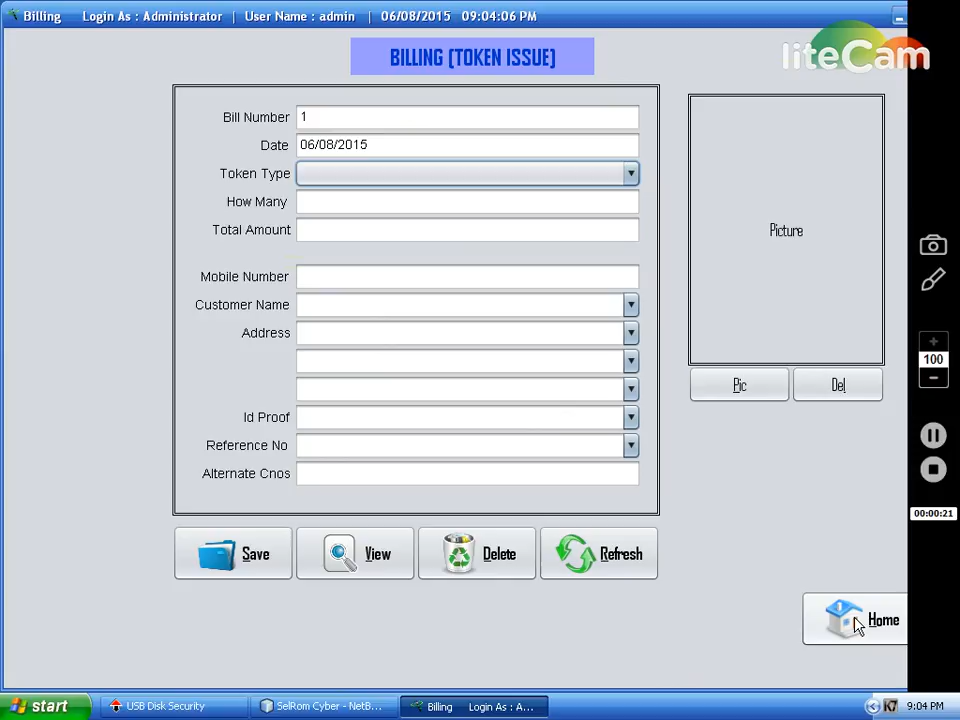 Billing Login As : Administrator | User Name : admin | 06/08/2015 09:04:06 PM
liteCam
BILLING (TOKEN ISSUE)
Bill Number 1
Date 06/08/2015
Token Type
How Many
Total Amount
Picture
Mobile Number
Customer Name
Address
100
Pic Del
Id Proof
Reference No
Alternate Cnos
00:00:21
Save View Delete Refresh
Home
start USB Disk Security SelRom Cyber - NetB... Billing Login As : A... K7 9:04 PM